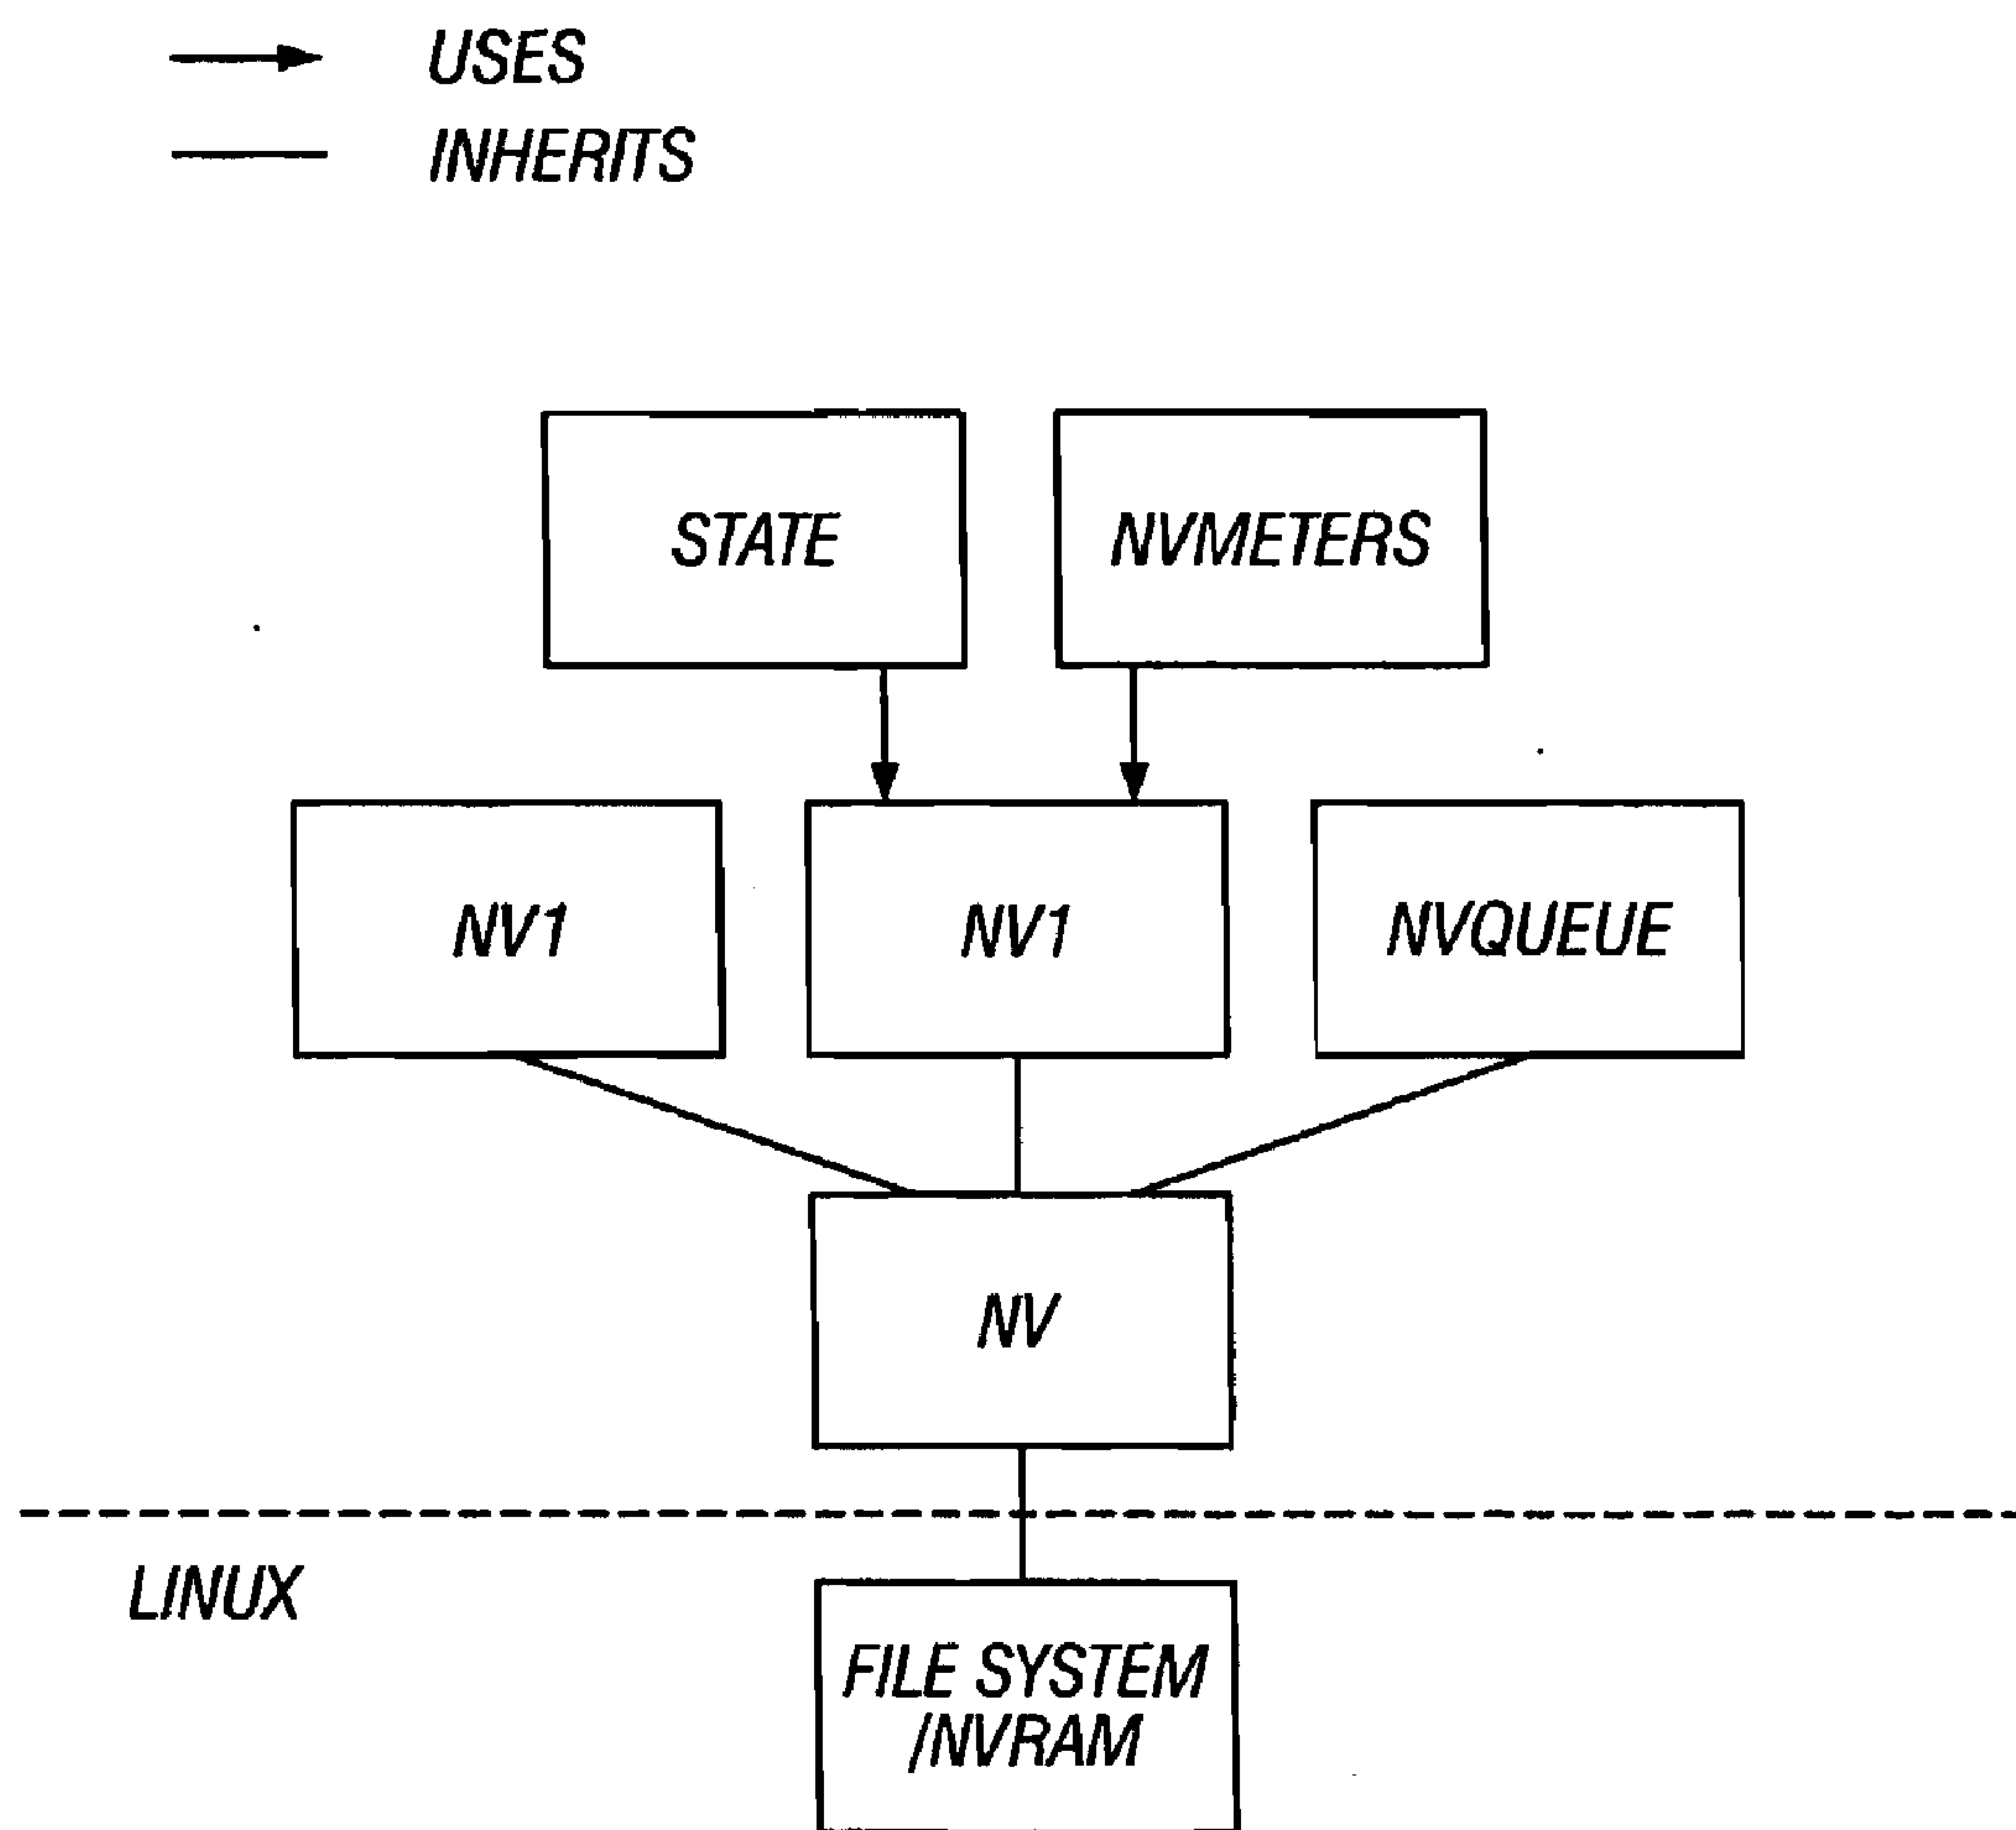 USES
INHERITS
STATE
NVMETERS
NV1
NV1
NVQUEUE
NV
LINUX
FILE SYSTEM
/NVRAM